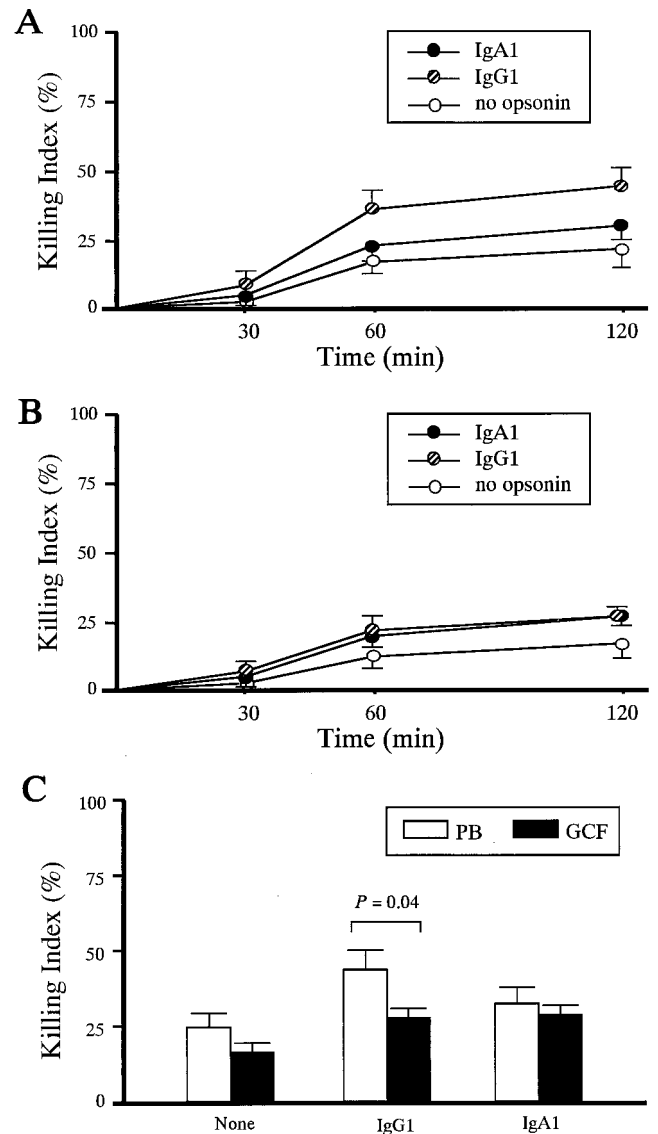 A
100
75
50
25
0
Killing Index (%)
IgA1
IgG1
no opsonin
30 60 120
Time (min)
B
100
75
50
25
0
Killing Index (%)
IgA1
IgG1
no opsonin
30 60 120
Time (min)
C
100
75
50
25
0
Killing Index (%)
PB GCF
P = 0.04
None IgG1 IgA1